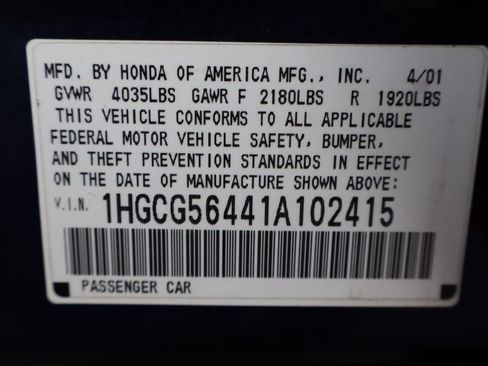 MFD. BY HONDA OF AMERICA MFG., INC. 4/01
GVWR 4035LBS GAWR F 2180LBS R 1920LBS
THIS VEHICLE CONFORMS TO ALL APPLICABLE
FEDERAL MOTOR VEHICLE SAFETY, BUMPER,
AND THEFT PREVENTION STANDARDS IN EFFECT
ON THE DATE OF MANUFACTURE SHOWN ABOVE:
V.I.N. 1HGCG56441A102415
PASSENGER CAR